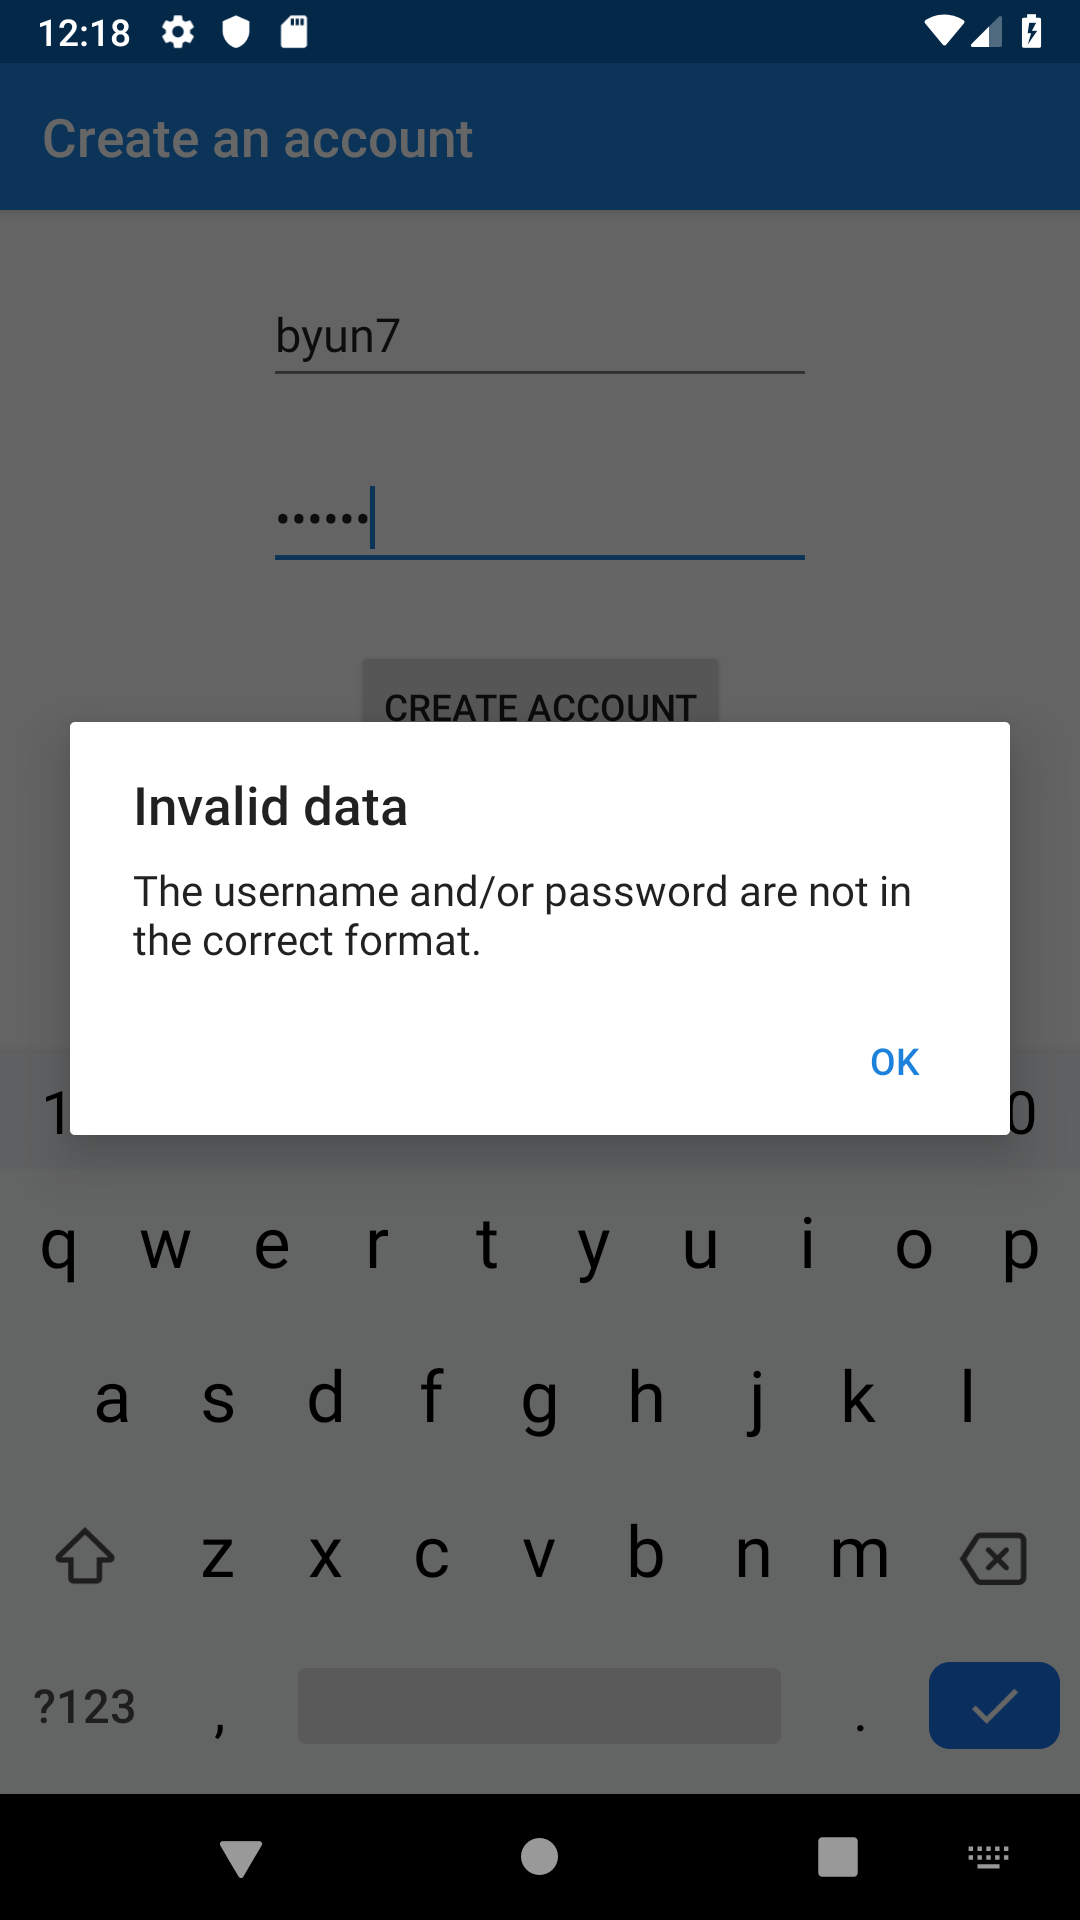 12:18
Create an account
byun7
••••••
CREATE ACCOUNT
Invalid data
The username and/or password are not in
the correct format.
OK
1 0
q w e r t y u i o p
a s d f g h j k l
z x c v b n m
?123 , .